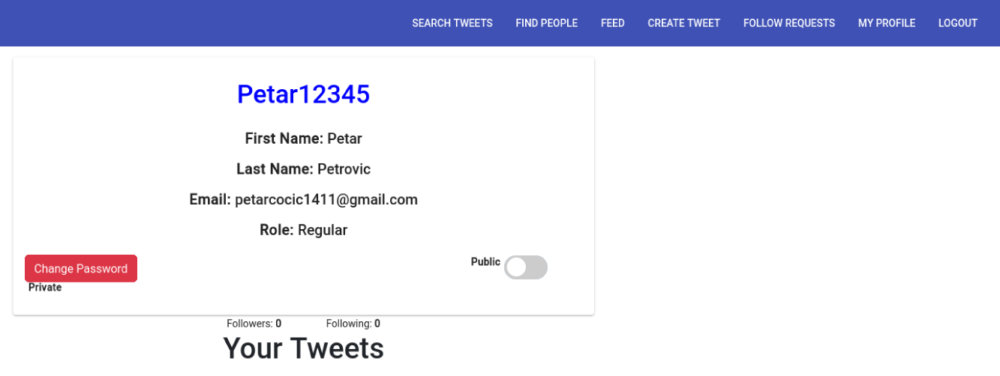 SEARCH TWEETS FIND PEOPLE FEED CREATE TWEET FOLLOW REQUESTS MY PROFILE LOGOUT
Petar12345
First Name: Petar
Last Name: Petrovic
Email: petarcocic1411@gmail.com
Role: Regular
Change Password Public
Private
Followers: 0 Following: 0
Your Tweets